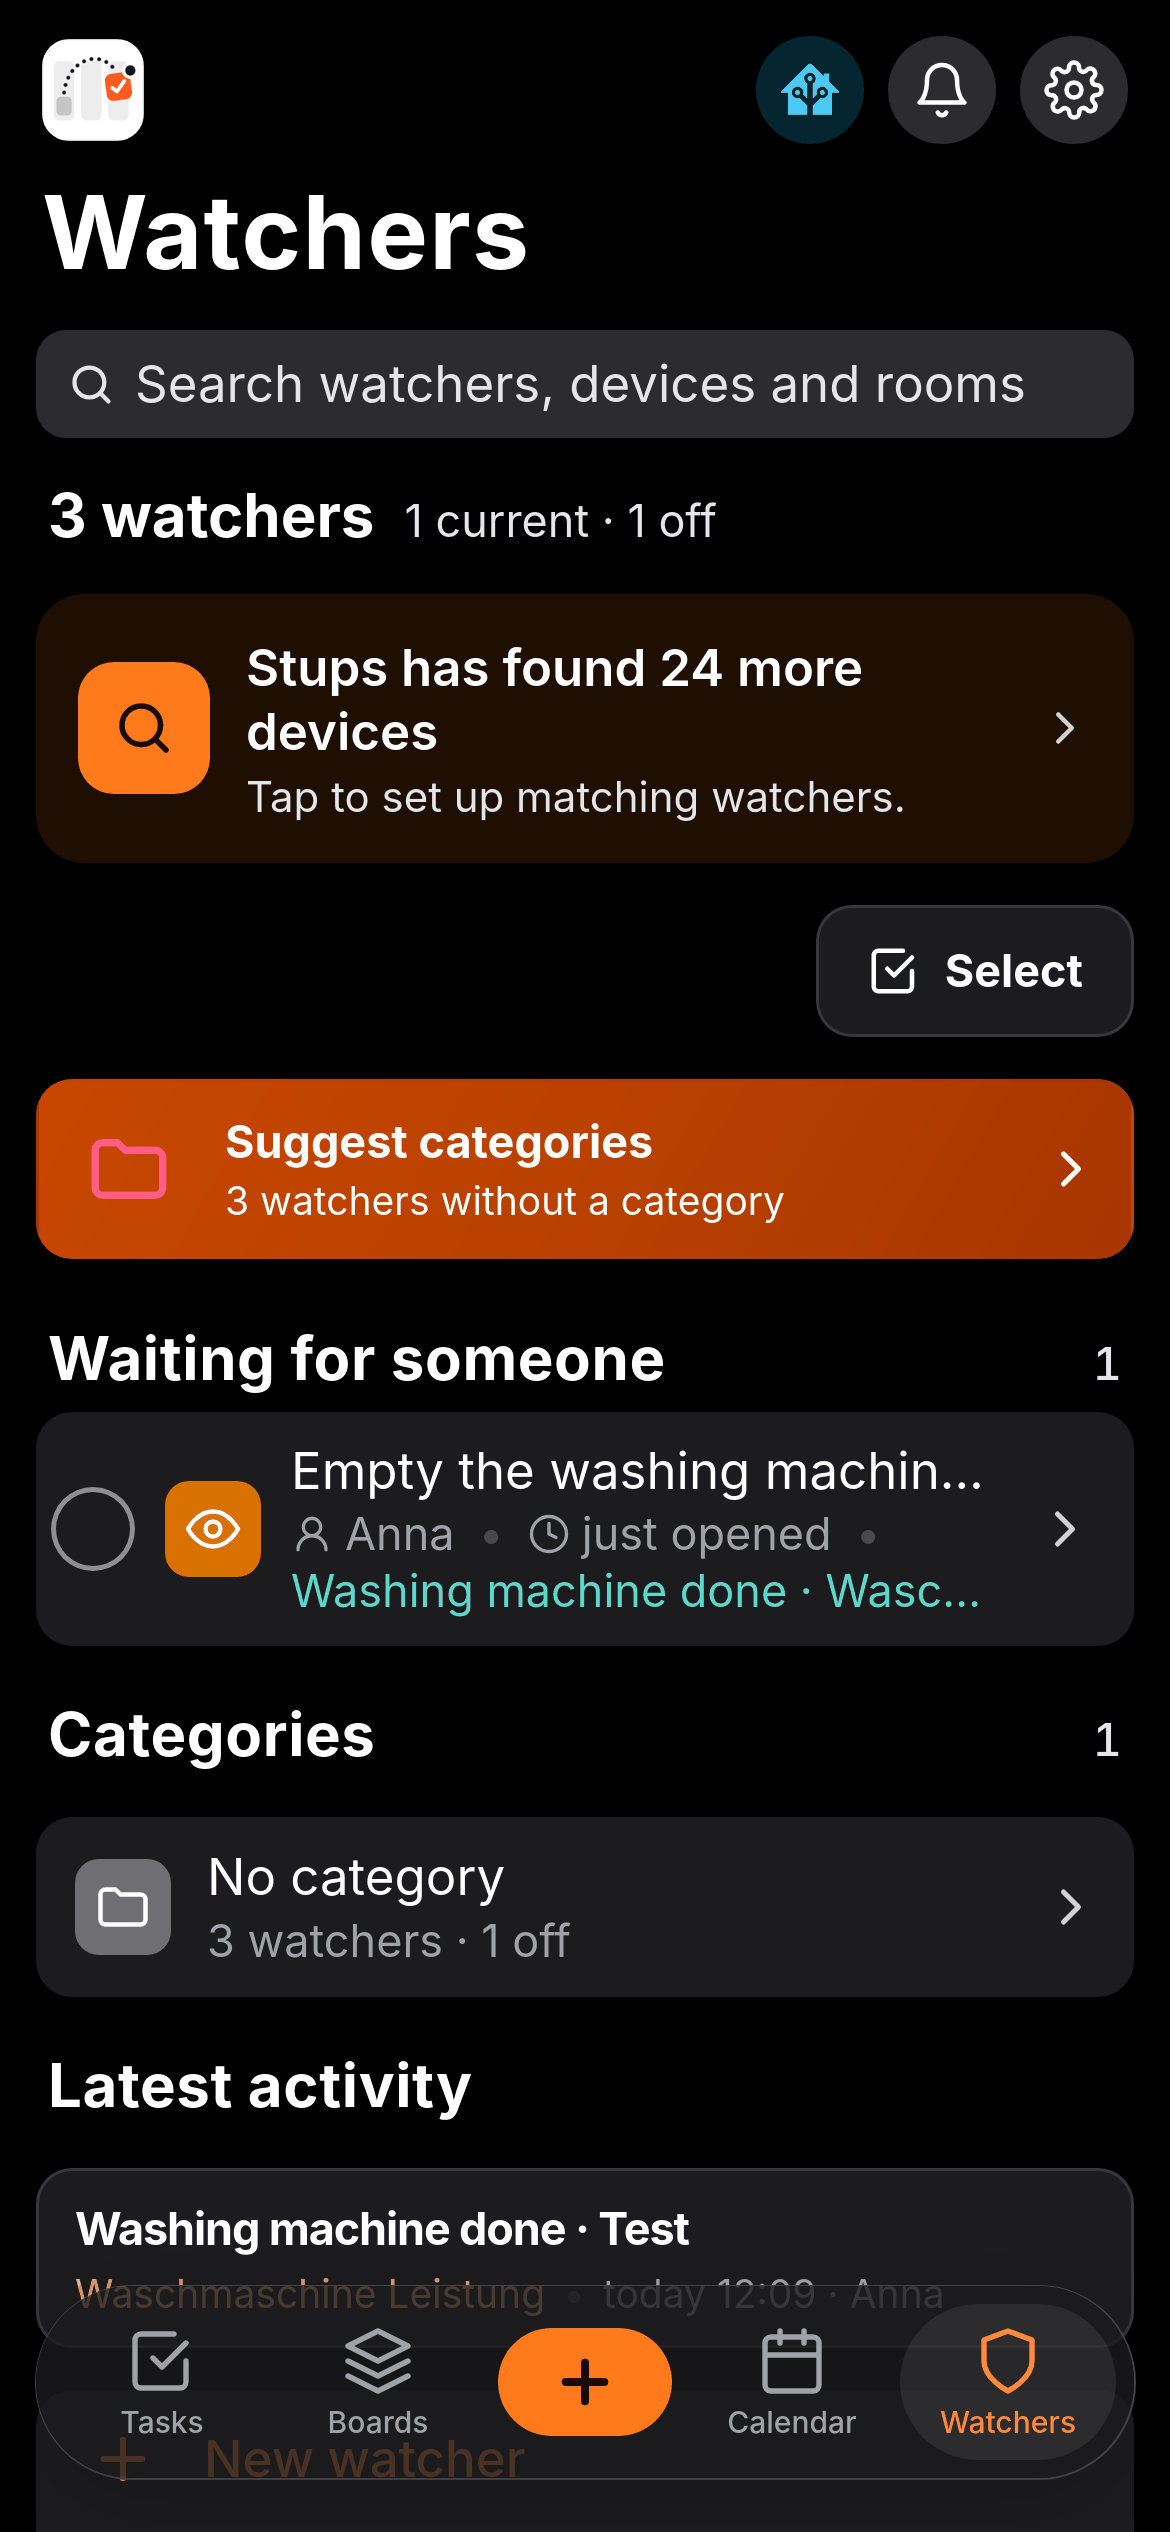 Watchers
Search watchers, devices and rooms
3 watchers 1 current · 1 off
Stups has found 24 more
devices
Tap to set up matching watchers.
Select
Suggest categories
3 watchers without a category
Waiting for someone 1
Empty the washing machin...
Anna • just opened •
Washing machine done · Wasc...
Categories 1
No category
3 watchers · 1 off
Latest activity
Washing machine done · Test
Waschmaschine Leistung • today 12:09 · Anna
Tasks Boards Calendar Watchers
New watcher